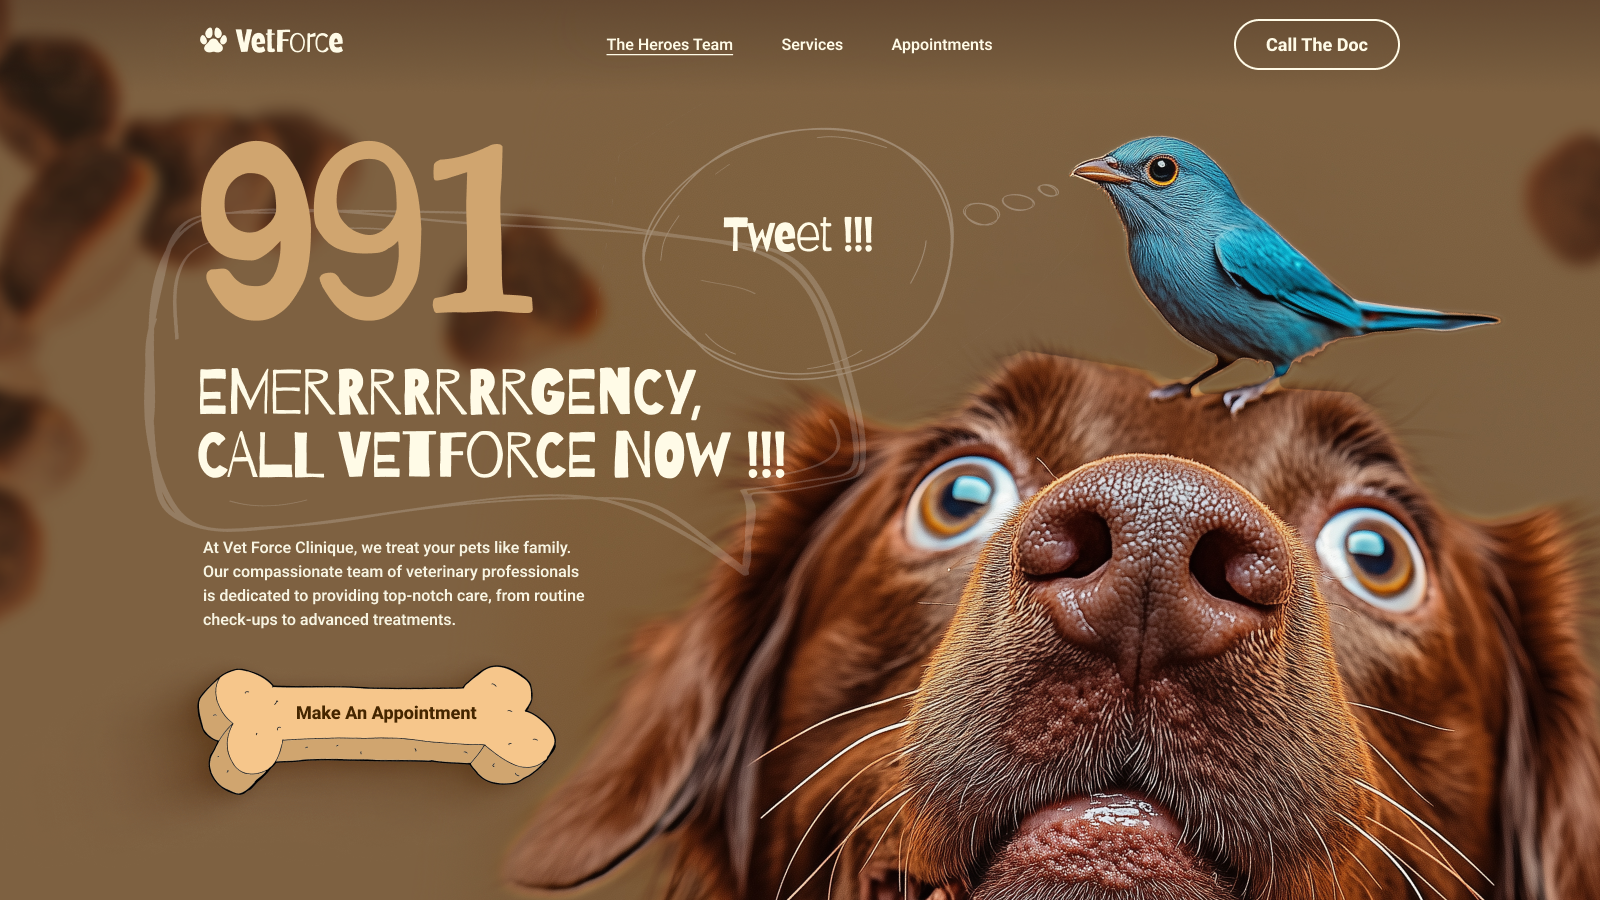 VetForce
The Heroes Team
Services
Appointments
Call The Doc
991
Tweet !!!
EMERRRRRRRGENCY,
CALL VETFORCE NOW !!!
At Vet Force Clinique, we treat your pets like family.
Our compassionate team of veterinary professionals
is dedicated to providing top-notch care, from routine
check-ups to advanced treatments.
Make An Appointment